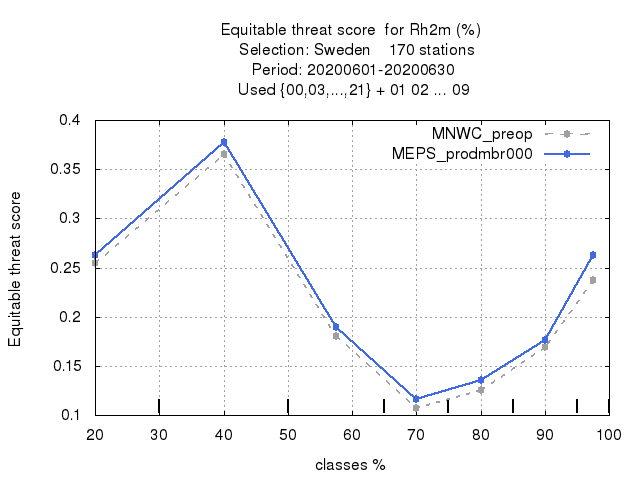 Equitable threat score  for Rh2m (%)
Selection: Sweden    170 stations
Period: 20200601-20200630
Used {00,03,...,21} + 01 02 ... 09
MNWC_preop
MEPS_prodmbr000
Equitable threat score
0.4
0.35
0.3
0.25
0.2
0.15
0.1
20 30 40 50 60 70 80 90 100
classes %